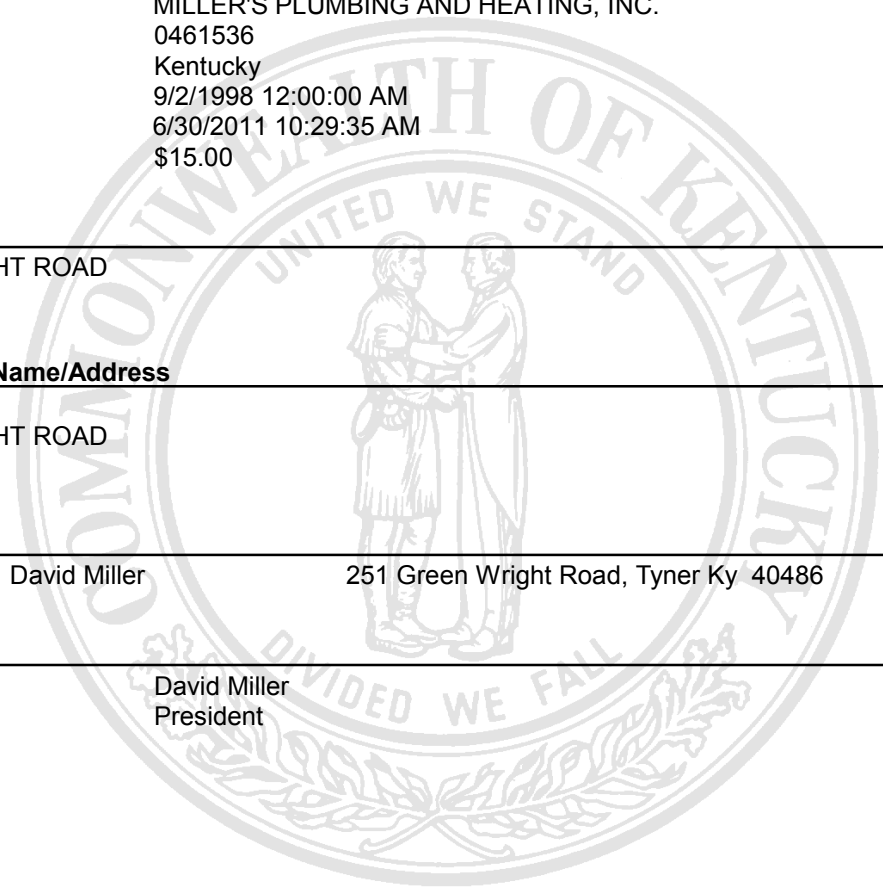 MILLER'S PLUMBING AND HEATING, INC.
0461536
Kentucky
9/2/1998 12:00:00 AM
6/30/2011 10:29:35 AM
$15.00
COMMONWEALTH OF KENTUCKY
UNITED WE STAND
HT ROAD
Name/Address
HT ROAD
David Miller 251 Green Wright Road, Tyner Ky 40486
DIVIDED WE FALL
David Miller
President